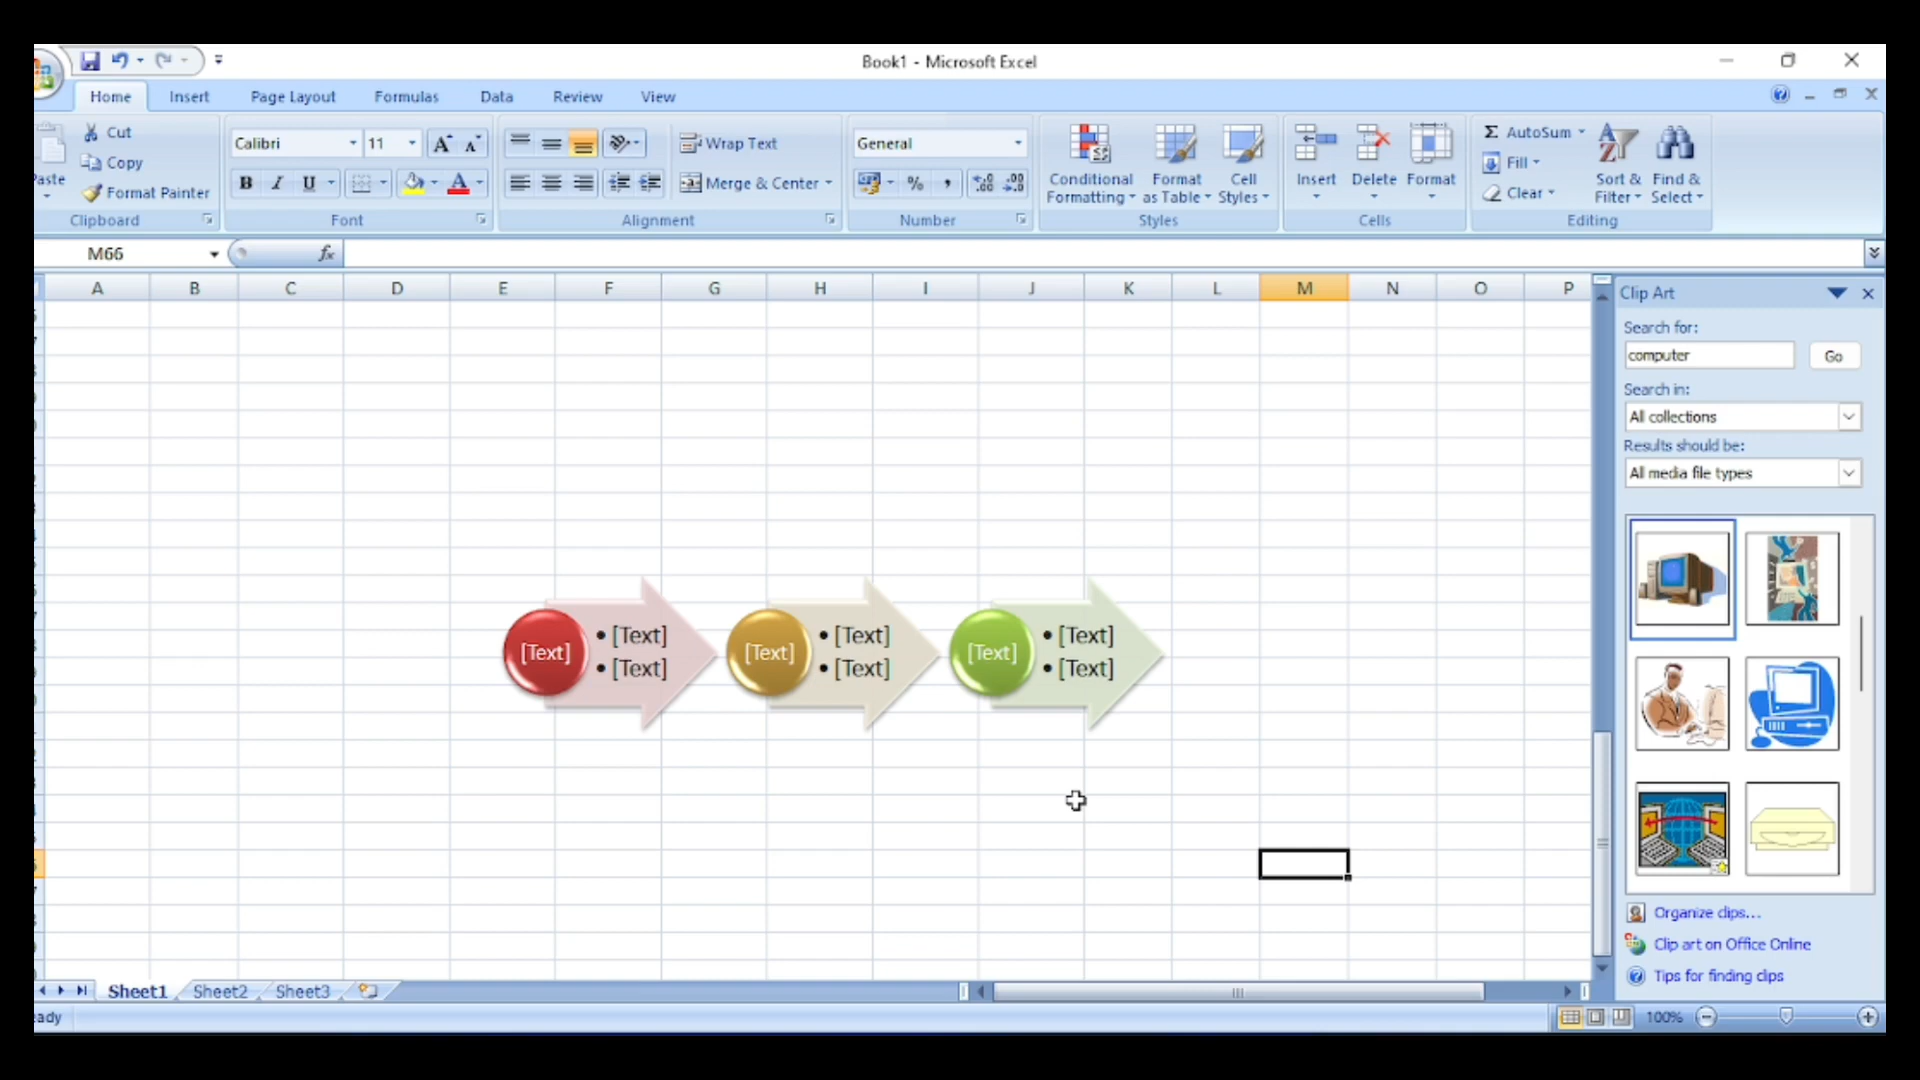 Book1 - Microsoft Excel
Home Insert Page Layout Formulas Data Review View
Cut
Copy
Format Painter
Clipboard
Calibri 11
B I U A
Font
Wrap Text
Merge & Center
Alignment
General
% ,
Number
Conditional Formatting
Format as Table
Cell Styles
Styles
Insert Delete Format
Cells
Σ AutoSum
Fill
Clear
Sort & Filter
Find & Select
Editing
M66 fx
A B C D E F G H I J K L M N O P
[Text] • [Text] • [Text]
[Text] • [Text] • [Text]
[Text] • [Text] • [Text]
Clip Art
Search for:
computer Go
Search in:
All collections
Results should be:
All media file types
Organize clips...
Clip art on Office Online
Tips for finding clips
Sheet1 Sheet2 Sheet3
100%